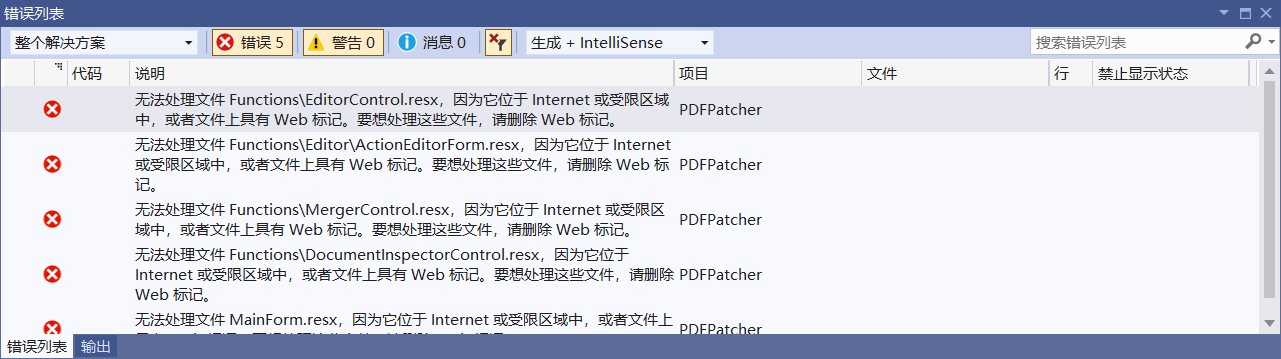 错误列表
整个解决方案 错误 5 警告 0 消息 0 生成 + IntelliSense 搜索错误列表
代码 说明 项目 文件 行 禁止显示状态
无法处理文件 Functions\EditorControl.resx，因为它位于 Internet 或受限区域
中，或者文件上具有 Web 标记。要想处理这些文件，请删除 Web 标记。
PDFPatcher
无法处理文件 Functions\Editor\ActionEditorForm.resx，因为它位于 Internet
或受限区域中，或者文件上具有 Web 标记。要想处理这些文件，请删除 Web 标
记。
PDFPatcher
无法处理文件 Functions\MergerControl.resx，因为它位于 Internet 或受限区
域中，或者文件上具有 Web 标记。要想处理这些文件，请删除 Web 标记。
PDFPatcher
无法处理文件 Functions\DocumentInspectorControl.resx，因为它位于
Internet 或受限区域中，或者文件上具有 Web 标记。要想处理这些文件，请删除
Web 标记。
PDFPatcher
无法处理文件 MainForm.resx，因为它位于 Internet 或受限区域中，或者文件上
PDFPatcher
错误列表 输出